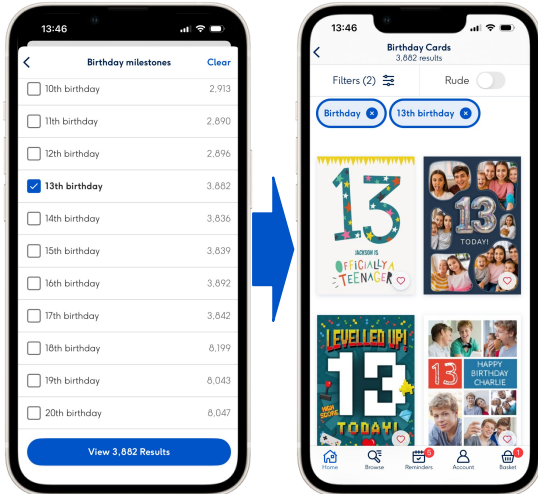 13:46
Birthday milestones
Clear
10th birthday 2,913
11th birthday 2,890
12th birthday 2,896
13th birthday 3,882
14th birthday 3,836
15th birthday 3,839
16th birthday 3,892
17th birthday 3,842
18th birthday 8,199
19th birthday 8,043
20th birthday 8,047
View 3,882 Results
13:46
Birthday Cards
3,882 results
Filters (2)
Rude
Birthday
13th birthday
13
JACKSON IS
OFFICIALLY A
TEENAGER
13
TODAY!
LEVELLED UP!
13
HIGH
SCORE
TODAY!
13
HAPPY
BIRTHDAY
CHARLIE
Home
Browse
5
Reminders
Account
1
Basket